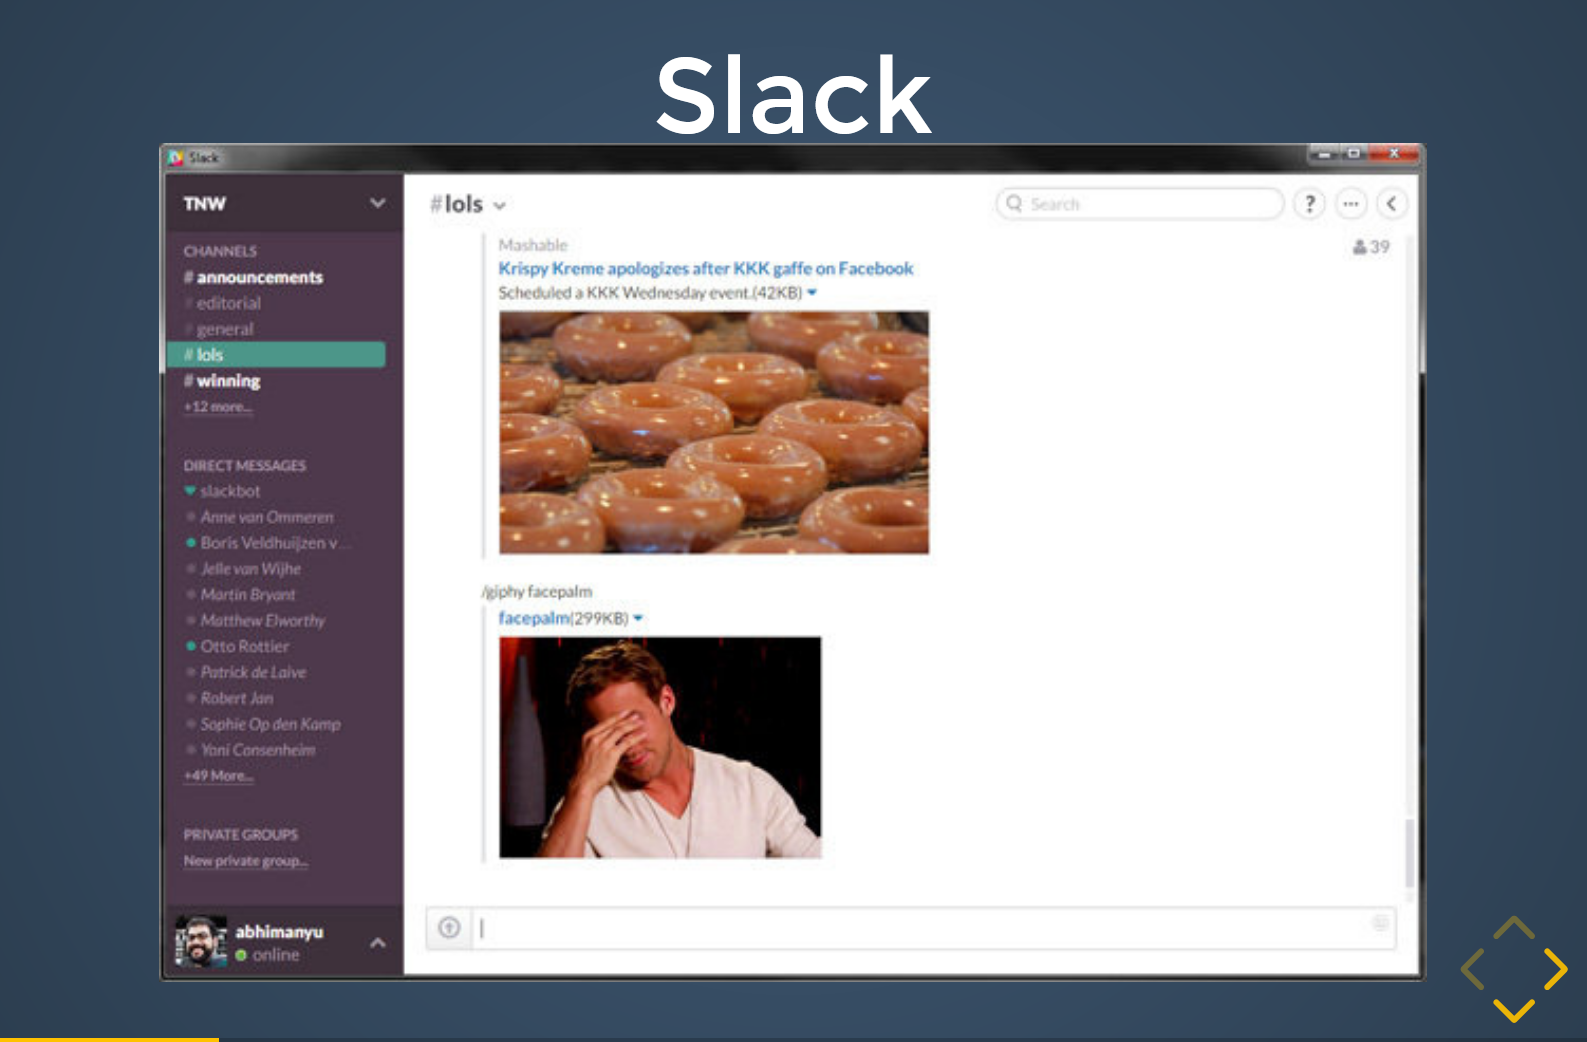 Slack
Slack
TNW
CHANNELS
# announcements
# editorial
# general
# lols
# winning
+12 more...
DIRECT MESSAGES
slackbot
Anne van Ommeren
Boris Veldhuijzen v...
Jelle van Wijhe
Martin Bryant
Matthew Elworthy
Otto Rottier
Patrick de Laive
Robert Jan
Sophie Op den Kamp
Yoni Consenheim
+49 More...
PRIVATE GROUPS
New private group...
abhimanyu
online
#lols
Search
?
39
Mashable
Krispy Kreme apologizes after KKK gaffe on Facebook
Scheduled a KKK Wednesday event.(42KB)
/giphy facepalm
facepalm(299KB)